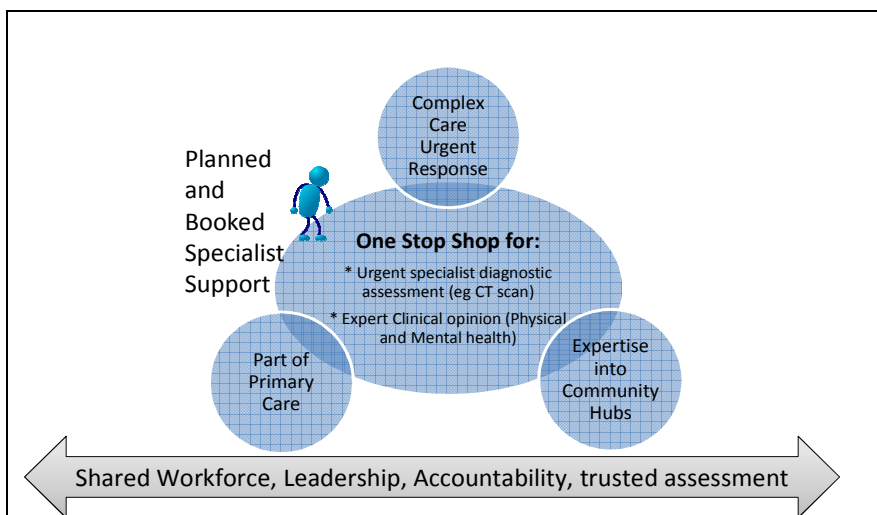 Complex
Care
Urgent
Response
Planned
and
Booked
Specialist
Support
One Stop Shop for:
* Urgent specialist diagnostic
assessment (eg CT scan)
* Expert Clinical opinion (Physical
and Mental health)
Part of
Primary
Care
Expertise
into
Community
Hubs
Shared Workforce, Leadership, Accountability, trusted assessment